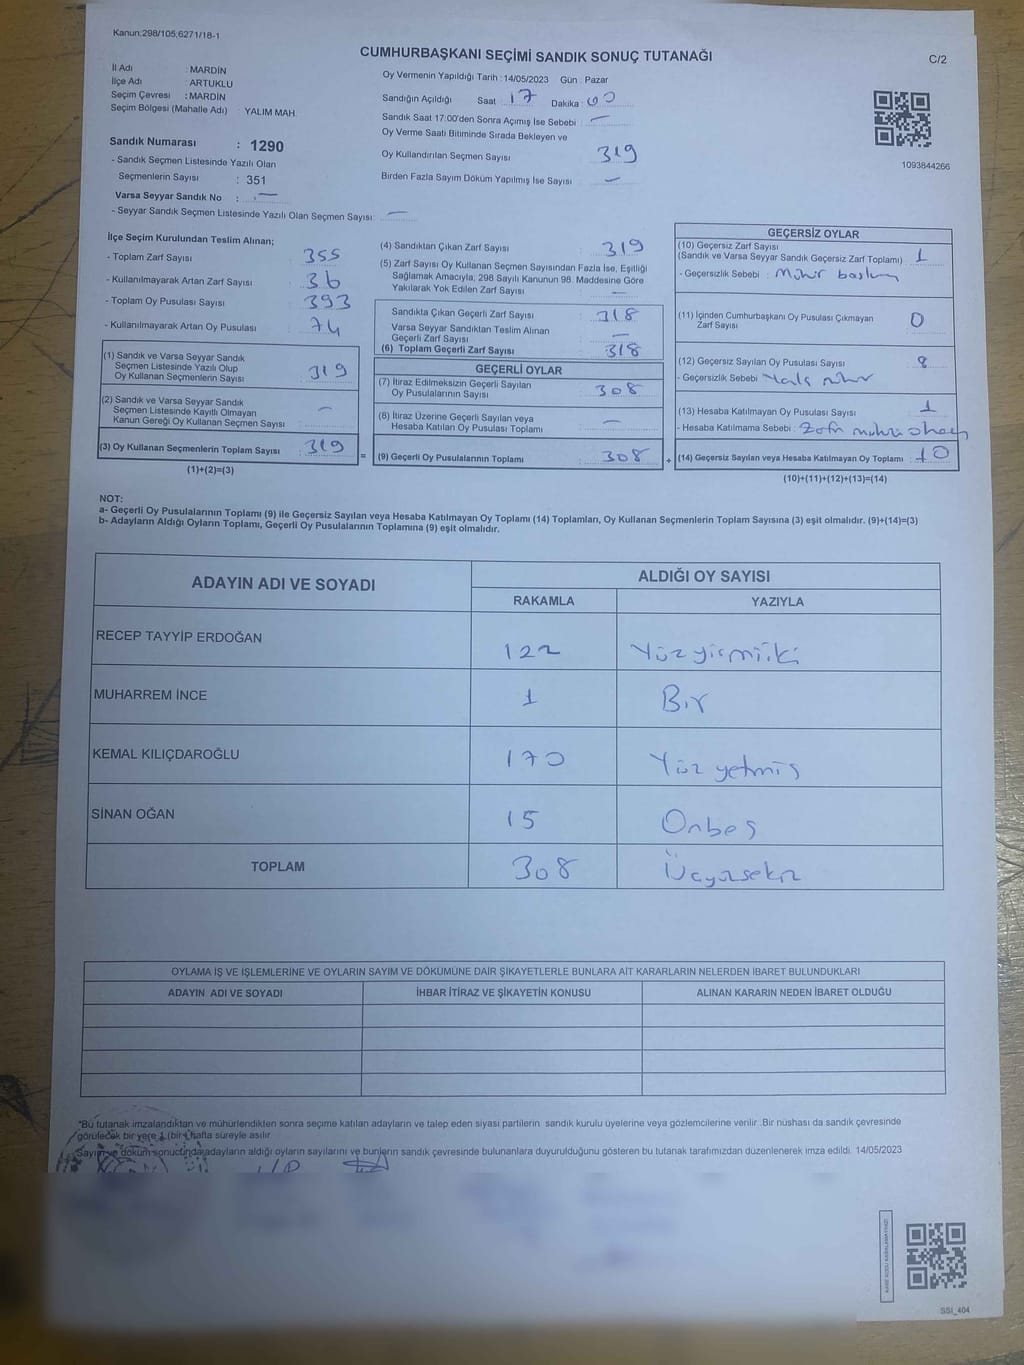 Kanun:298/105,6271/18-1
CUMHURBAŞKANI SEÇİMİ SANDIK SONUÇ TUTANAĞI
C/2
İl Adı : MARDİN
İlçe Adı : ARTUKLU
Seçim Çevresi : MARDİN
Seçim Bölgesi (Mahalle Adı) YALIM MAH.
Sandık Numarası : 1290
- Sandık Seçmen Listesinde Yazılı Olan
Seçmenlerin Sayısı : 351
Varsa Seyyar Sandık No : —
- Seyyar Sandık Seçmen Listesinde Yazılı Olan Seçmen Sayısı: —
Oy Vermenin Yapıldığı Tarih : 14/05/2023 Gün : Pazar
Sandığın Açıldığı Saat 17 Dakika 00
Sandık Saat 17:00'den Sonra Açımış İse Sebebi : —
Oy Verme Saati Bitiminde Sırada Bekleyen ve
Oy Kullandırılan Seçmen Sayısı 319
Birden Fazla Sayım Döküm Yapılmış İse Sayısı —
1093844266
İlçe Seçim Kurulundan Teslim Alınan;
- Toplam Zarf Sayısı : 355
- Kullanılmayarak Artan Zarf Sayısı : 36
- Toplam Oy Pusulası Sayısı : 393
- Kullanılmayarak Artan Oy Pusulası : 74
(1) Sandık ve Varsa Seyyar Sandık
Seçmen Listesinde Yazılı Olup
Oy Kullanan Seçmenlerin Sayısı : 319
(2) Sandık ve Varsa Seyyar Sandık
Seçmen Listesinde Kayıtlı Olmayan
Kanun Gereği Oy Kullanan Seçmen Sayısı : —
(3) Oy Kullanan Seçmenlerin Toplam Sayısı : 319
(1)+(2)=(3)
=
(4) Sandıktan Çıkan Zarf Sayısı : 319
(5) Zarf Sayısı Oy Kullanan Seçmen Sayısından Fazla İse, Eşitliği
Sağlamak Amacıyla; 298 Sayılı Kanunun 98. Maddesine Göre
Yakılarak Yok Edilen Zarf Sayısı : —
Sandıkta Çıkan Geçerli Zarf Sayısı : 318
Varsa Seyyar Sandıktan Teslim Alınan
Geçerli Zarf Sayısı : —
(6) Toplam Geçerli Zarf Sayısı : 318
GEÇERLİ OYLAR
(7) İtiraz Edilmeksizin Geçerli Sayılan
Oy Pusulalarının Sayısı : 308
(8) İtiraz Üzerine Geçerli Sayılan veya
Hesaba Katılan Oy Pusulası Toplamı : —
(9) Geçerli Oy Pusulalarının Toplamı : 308
+
GEÇERSİZ OYLAR
(10) Geçersiz Zarf Sayısı
(Sandık ve Varsa Seyyar Sandık Geçersiz Zarf Toplamı) : 1
- Geçersizlik Sebebi : Mühür
(11) İçinden Cumhurbaşkanı Oy Pusulası Çıkmayan
Zarf Sayısı : 0
(12) Geçersiz Sayılan Oy Pusulası Sayısı : 8
- Geçersizlik Sebebi :
(13) Hesaba Katılmayan Oy Pusulası Sayısı : 1
- Hesaba Katılmama Sebebi :
(14) Geçersiz Sayılan veya Hesaba Katılmayan Oy Toplamı : 10
(10)+(11)+(12)+(13)=(14)
NOT:
a- Geçerli Oy Pusulalarının Toplamı (9) ile Geçersiz Sayılan veya Hesaba Katılmayan Oy Toplamı (14) Toplamları, Oy Kullanan Seçmenlerin Toplam Sayısına (3) eşit olmalıdır. (9)+(14)=(3)
b- Adayların Aldığı Oyların Toplamı, Geçerli Oy Pusulalarının Toplamına (9) eşit olmalıdır.
ADAYIN ADI VE SOYADI ALDIĞI OY SAYISI
RAKAMLA YAZIYLA
RECEP TAYYİP ERDOĞAN 122 Yüzyirmiiki
MUHARREM İNCE 1 Bir
KEMAL KILIÇDAROĞLU 170 Yüz yetmiş
SİNAN OĞAN 15 Onbeş
TOPLAM 308 Üçyüzsekiz
OYLAMA İŞ VE İŞLEMLERİNE VE OYLARIN SAYIM VE DÖKÜMÜNE DAİR ŞİKAYETLERLE BUNLARA AİT KARARLARIN NELERDEN İBARET BULUNDUKLARI
ADAYIN ADI VE SOYADI İHBAR İTİRAZ VE ŞİKAYETİN KONUSU ALINAN KARARIN NEDEN İBARET OLDUĞU
"Bu tutanak imzalandıktan ve mühürlendikten sonra seçime katılan adayların ve talep eden siyasi partilerin sandık kurulu üyelerine veya gözlemcilerine verilir .Bir nüshası da sandık çevresinde
görülecek bir yere 1 (bir) hafta süreyle asılır.
Sayım ve döküm sonucunda adayların aldığı oyların sayılarını ve bunların sandık çevresinde bulunanlara duyurulduğunu gösteren bu tutanak tarafımızdan düzenlenerek imza edildi. 14/05/2023
SSI_404